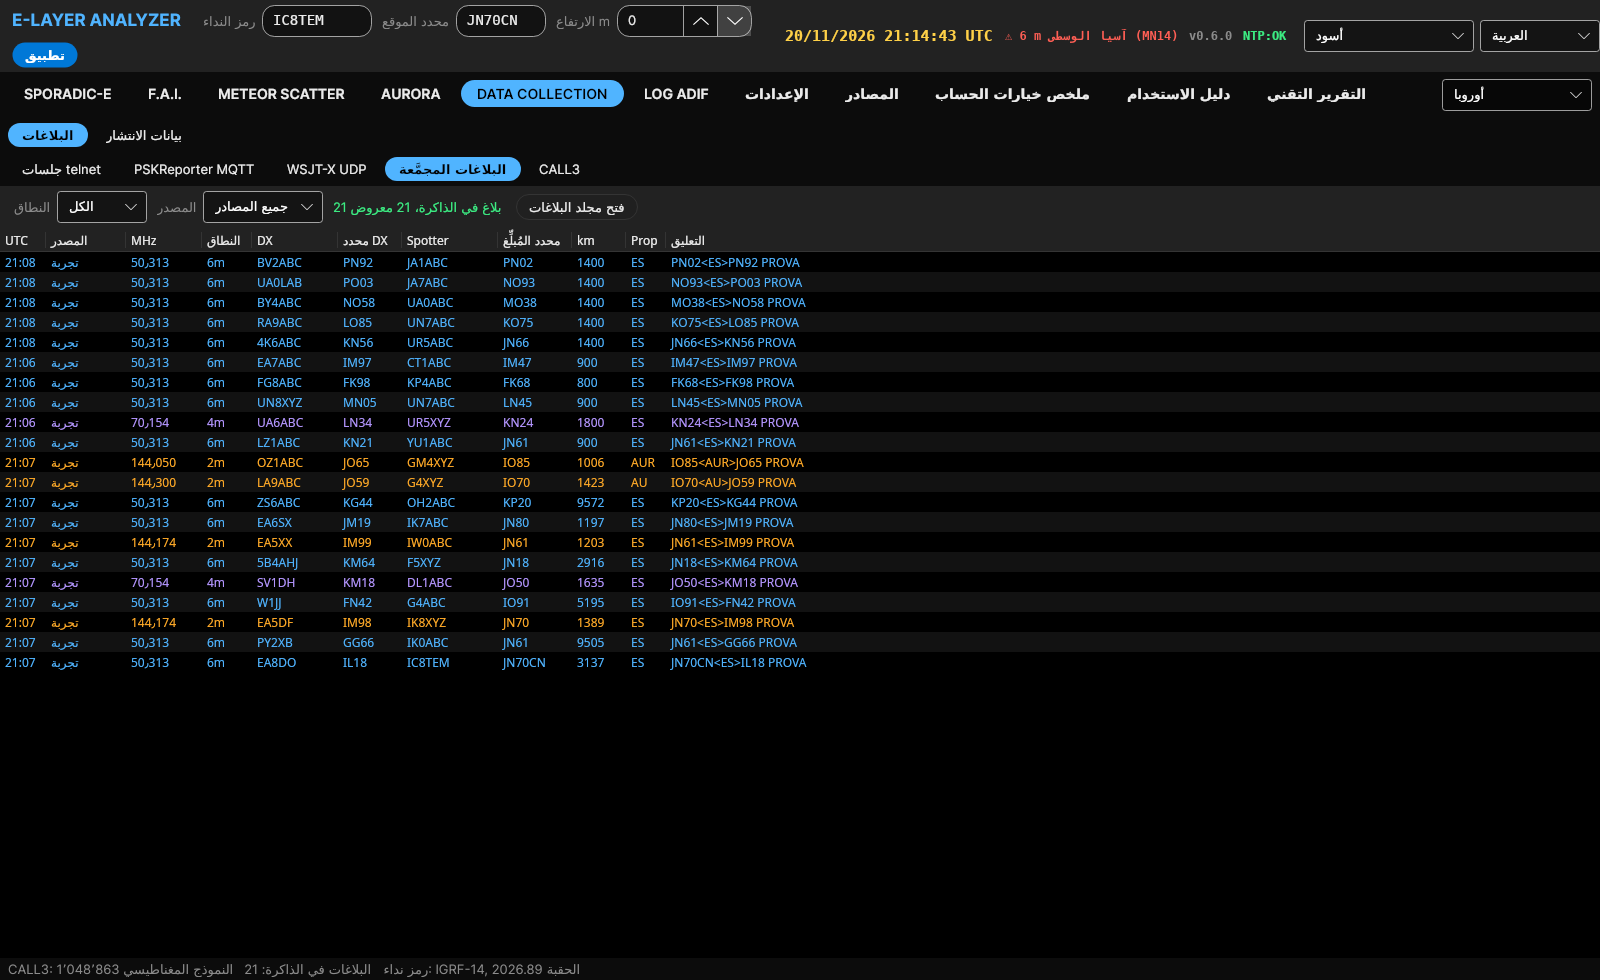 E-LAYER ANALYZER رمز النداء IC8TEM محدد الموقع JN70CN الارتفاع m 0 20/11/2026 21:14:43 UTC ⚠ 6 m آسيا الوسطى (MN14) v0.6.0 NTP:OK أسود العربية
تطبيق
SPORADIC-E F.A.I. METEOR SCATTER AURORA DATA COLLECTION LOG ADIF الإعدادات المصادر ملخص خيارات الحساب دليل الاستخدام التقرير التقني أوروبا
البلاغات بيانات الانتشار
جلسات telnet PSKReporter MQTT WSJT-X UDP البلاغات المجمَّعة CALL3
النطاق الكل المصدر جميع المصادر 21 بلاغ في الذاكرة، 21 معروض فتح مجلد البلاغات
UTC المصدر MHz النطاق DX محدد DX Spotter محدد المُبلِّغ km Prop التعليق
21:08 تجربة 50٫313 6m BV2ABC PN92 JA1ABC PN02 1400 ES PN02<ES>PN92 PROVA
21:08 تجربة 50٫313 6m UA0LAB PO03 JA7ABC NO93 1400 ES NO93<ES>PO03 PROVA
21:08 تجربة 50٫313 6m BY4ABC NO58 UA0ABC MO38 1400 ES MO38<ES>NO58 PROVA
21:08 تجربة 50٫313 6m RA9ABC LO85 UN7ABC KO75 1400 ES KO75<ES>LO85 PROVA
21:08 تجربة 50٫313 6m 4K6ABC KN56 UR5ABC JN66 1400 ES JN66<ES>KN56 PROVA
21:06 تجربة 50٫313 6m EA7ABC IM97 CT1ABC IM47 900 ES IM47<ES>IM97 PROVA
21:06 تجربة 50٫313 6m FG8ABC FK98 KP4ABC FK68 800 ES FK68<ES>FK98 PROVA
21:06 تجربة 50٫313 6m UN8XYZ MN05 UN7ABC LN45 900 ES LN45<ES>MN05 PROVA
21:06 تجربة 70٫154 4m UA6ABC LN34 UR5XYZ KN24 1800 ES KN24<ES>LN34 PROVA
21:06 تجربة 50٫313 6m LZ1ABC KN21 YU1ABC JN61 900 ES JN61<ES>KN21 PROVA
21:07 تجربة 144٫050 2m OZ1ABC JO65 GM4XYZ IO85 1006 AUR IO85<AUR>JO65 PROVA
21:07 تجربة 144٫300 2m LA9ABC JO59 G4XYZ IO70 1423 AU IO70<AU>JO59 PROVA
21:07 تجربة 50٫313 6m ZS6ABC KG44 OH2ABC KP20 9572 ES KP20<ES>KG44 PROVA
21:07 تجربة 50٫313 6m EA6SX JM19 IK7ABC JN80 1197 ES JN80<ES>JM19 PROVA
21:07 تجربة 144٫174 2m EA5XX IM99 IW0ABC JN61 1203 ES JN61<ES>IM99 PROVA
21:07 تجربة 50٫313 6m 5B4AHJ KM64 F5XYZ JN18 2916 ES JN18<ES>KM64 PROVA
21:07 تجربة 70٫154 4m SV1DH KM18 DL1ABC JO50 1635 ES JO50<ES>KM18 PROVA
21:07 تجربة 50٫313 6m W1JJ FN42 G4ABC IO91 5195 ES IO91<ES>FN42 PROVA
21:07 تجربة 144٫174 2m EA5DF IM98 IK8XYZ JN70 1389 ES JN70<ES>IM98 PROVA
21:07 تجربة 50٫313 6m PY2XB GG66 IK0ABC JN61 9505 ES JN61<ES>GG66 PROVA
21:07 تجربة 50٫313 6m EA8DO IL18 IC8TEM JN70CN 3137 ES JN70CN<ES>IL18 PROVA
CALL3: 1’048’863 رمز نداء البلاغات في الذاكرة: 21 النموذج المغناطيسي: IGRF-14, الحقبة 2026.89